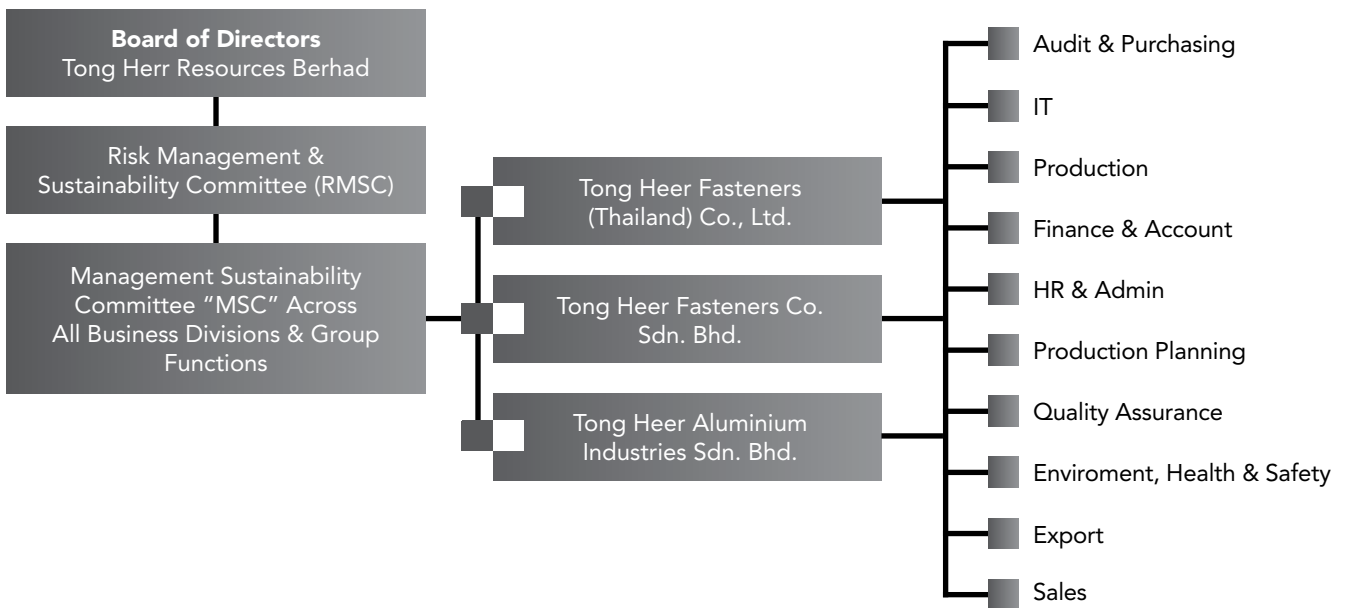 Board of Directors
Tong Herr Resources Berhad
Risk Management &
Sustainability Committee (RMSC)
Management Sustainability
Committee “MSC” Across
All Business Divisions & Group
Functions
Tong Heer Fasteners
(Thailand) Co., Ltd.
Tong Heer Fasteners Co.
Sdn. Bhd.
Tong Heer Aluminium
Industries Sdn. Bhd.
Audit & Purchasing
IT
Production
Finance & Account
HR & Admin
Production Planning
Quality Assurance
Enviroment, Health & Safety
Export
Sales